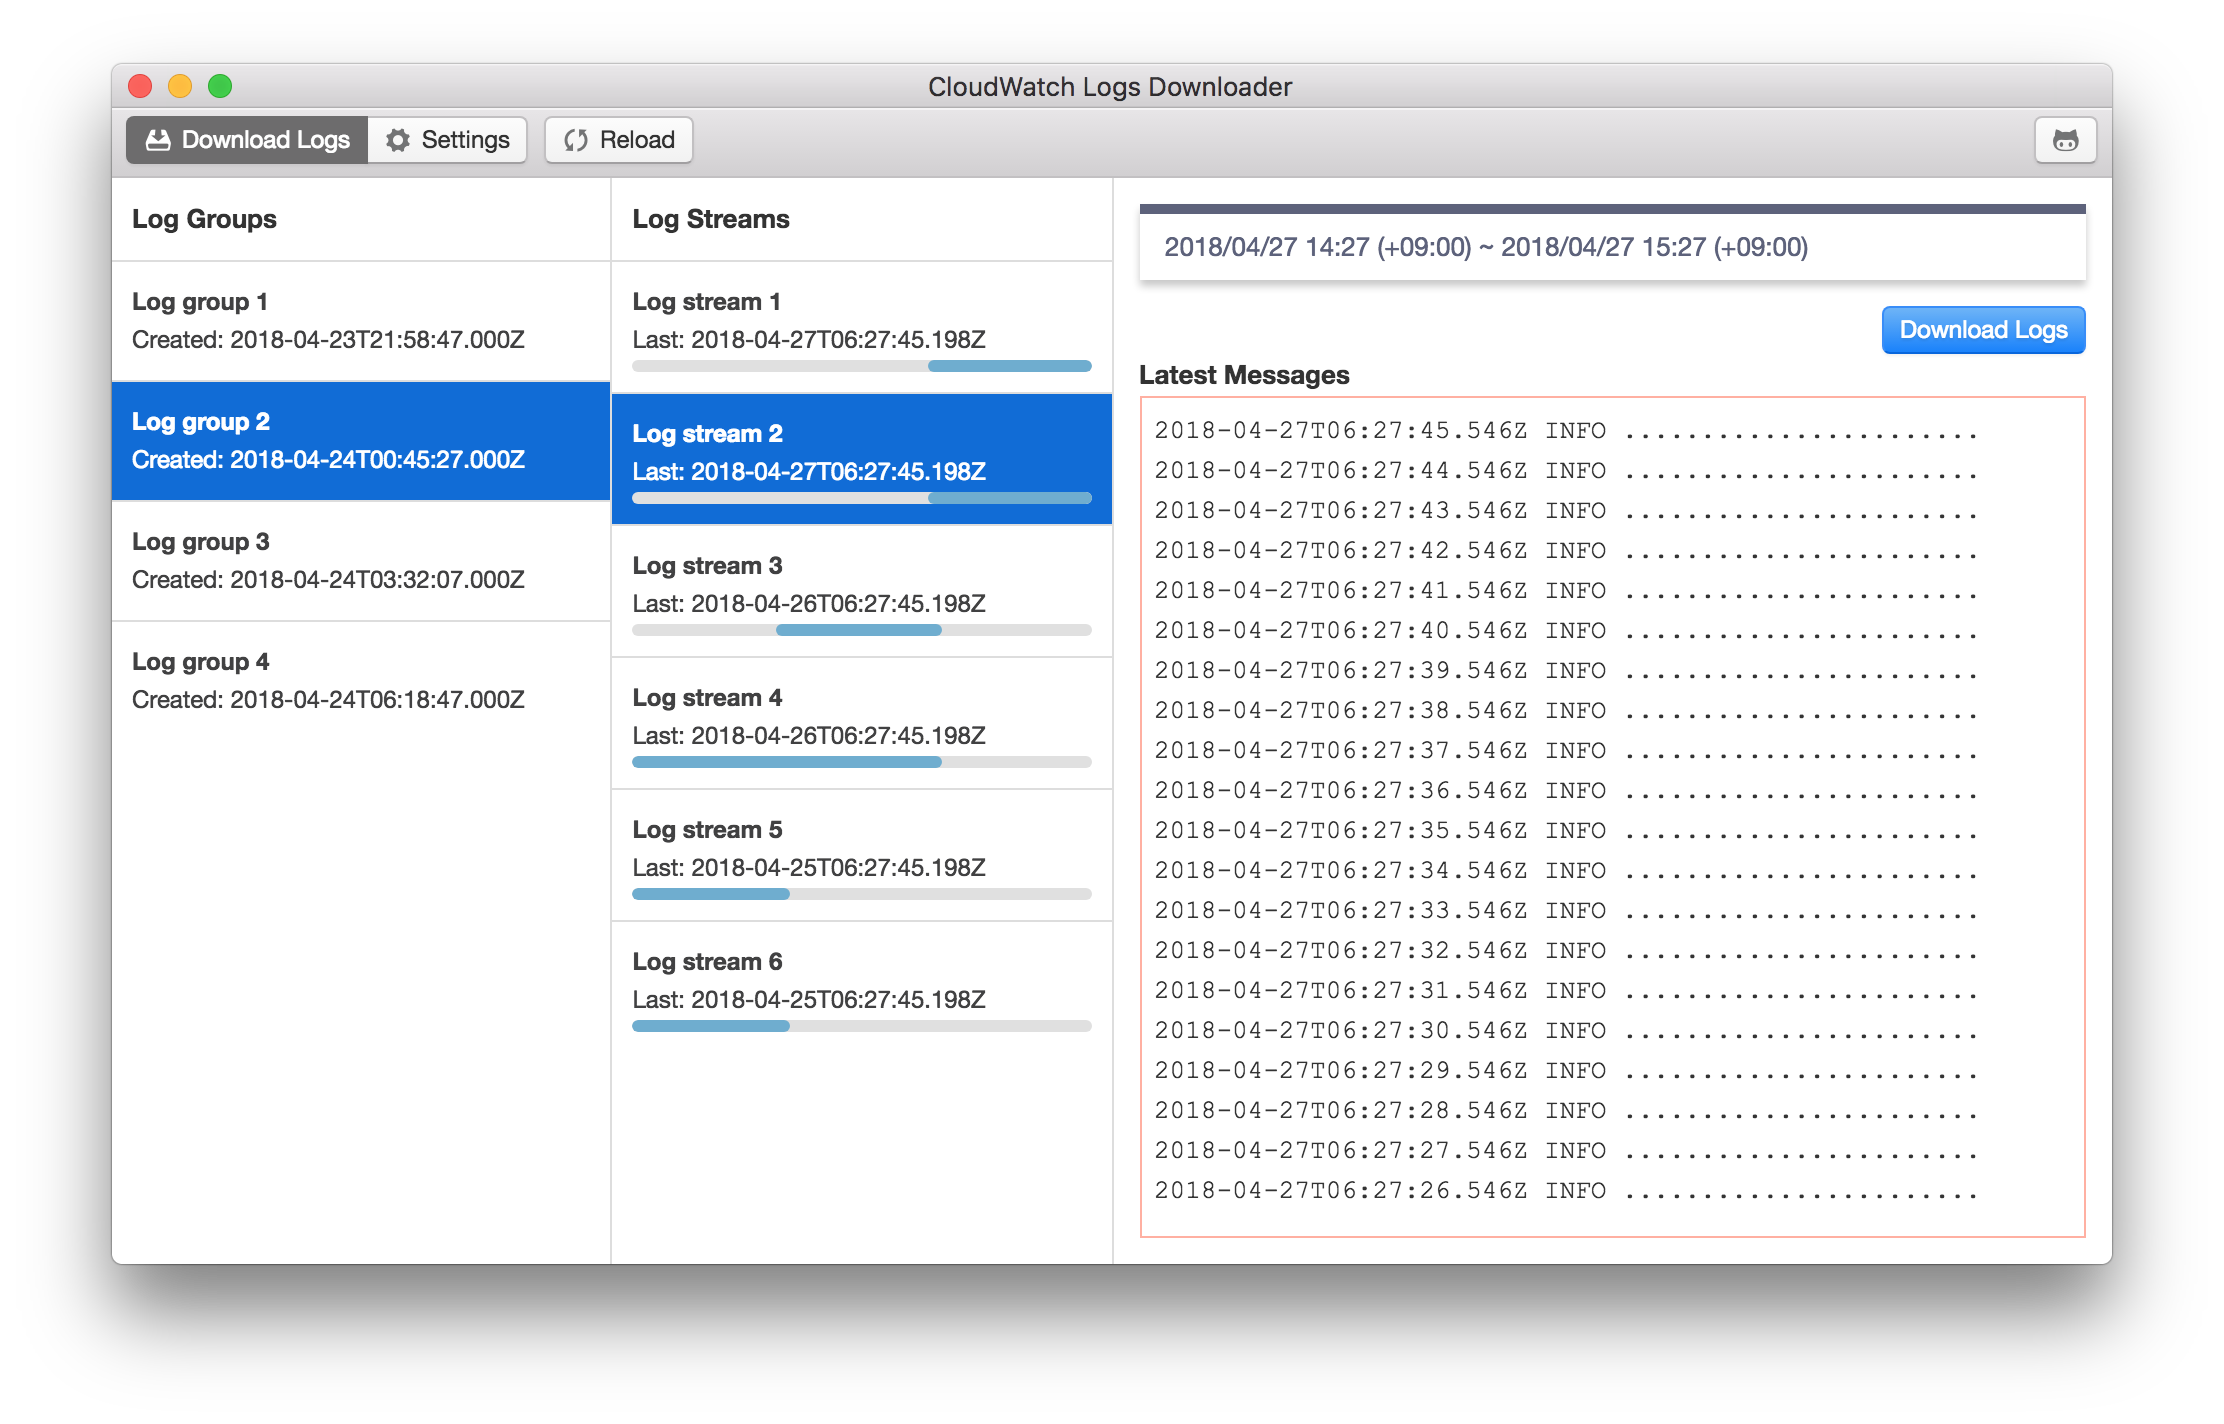 CloudWatch Logs Downloader
Download Logs
Settings
Reload
Log Groups
Log group 1
Created: 2018-04-23T21:58:47.000Z
Log group 2
Created: 2018-04-24T00:45:27.000Z
Log group 3
Created: 2018-04-24T03:32:07.000Z
Log group 4
Created: 2018-04-24T06:18:47.000Z
Log Streams
Log stream 1
Last: 2018-04-27T06:27:45.198Z
Log stream 2
Last: 2018-04-27T06:27:45.198Z
Log stream 3
Last: 2018-04-26T06:27:45.198Z
Log stream 4
Last: 2018-04-26T06:27:45.198Z
Log stream 5
Last: 2018-04-25T06:27:45.198Z
Log stream 6
Last: 2018-04-25T06:27:45.198Z
2018/04/27 14:27 (+09:00) ~ 2018/04/27 15:27 (+09:00)
Download Logs
Latest Messages
2018-04-27T06:27:45.546Z INFO .......................
2018-04-27T06:27:44.546Z INFO .......................
2018-04-27T06:27:43.546Z INFO .......................
2018-04-27T06:27:42.546Z INFO .......................
2018-04-27T06:27:41.546Z INFO .......................
2018-04-27T06:27:40.546Z INFO .......................
2018-04-27T06:27:39.546Z INFO .......................
2018-04-27T06:27:38.546Z INFO .......................
2018-04-27T06:27:37.546Z INFO .......................
2018-04-27T06:27:36.546Z INFO .......................
2018-04-27T06:27:35.546Z INFO .......................
2018-04-27T06:27:34.546Z INFO .......................
2018-04-27T06:27:33.546Z INFO .......................
2018-04-27T06:27:32.546Z INFO .......................
2018-04-27T06:27:31.546Z INFO .......................
2018-04-27T06:27:30.546Z INFO .......................
2018-04-27T06:27:29.546Z INFO .......................
2018-04-27T06:27:28.546Z INFO .......................
2018-04-27T06:27:27.546Z INFO .......................
2018-04-27T06:27:26.546Z INFO .......................